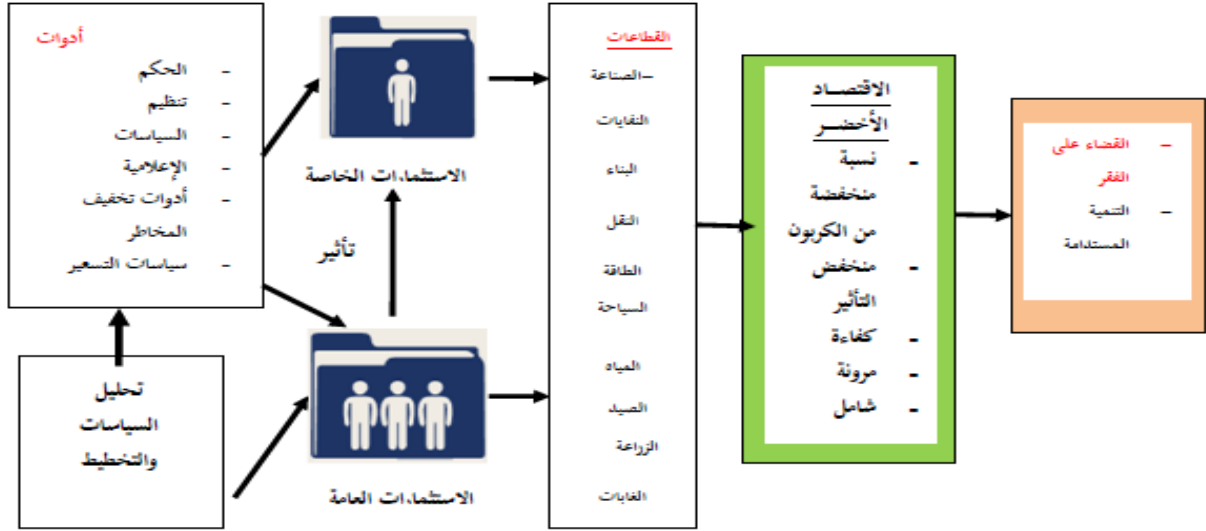 أدوات
- الحكم
- تنظيم
- السياسات
- الإعلامية
- أدوات تخفيف
المخاطر
- سياسات التسعير
تحليل
السياسات
والتخطيط
الاستثمارات الخاصة
تأثير
الاستثمارات العامة
القطاعات
–الصناعة
النفايات
البناء
النقل
الطاقة
السياحة
المياه
الصيد
الزراعة
الغابات
الاقتصاد
الأخضر
- نسبة
منخفضة
من الكربون
- منخفض
التأثير
- كفاءة
- مرونة
- شامل
- القضاء على
الفقر
- التنمية
المستدامة